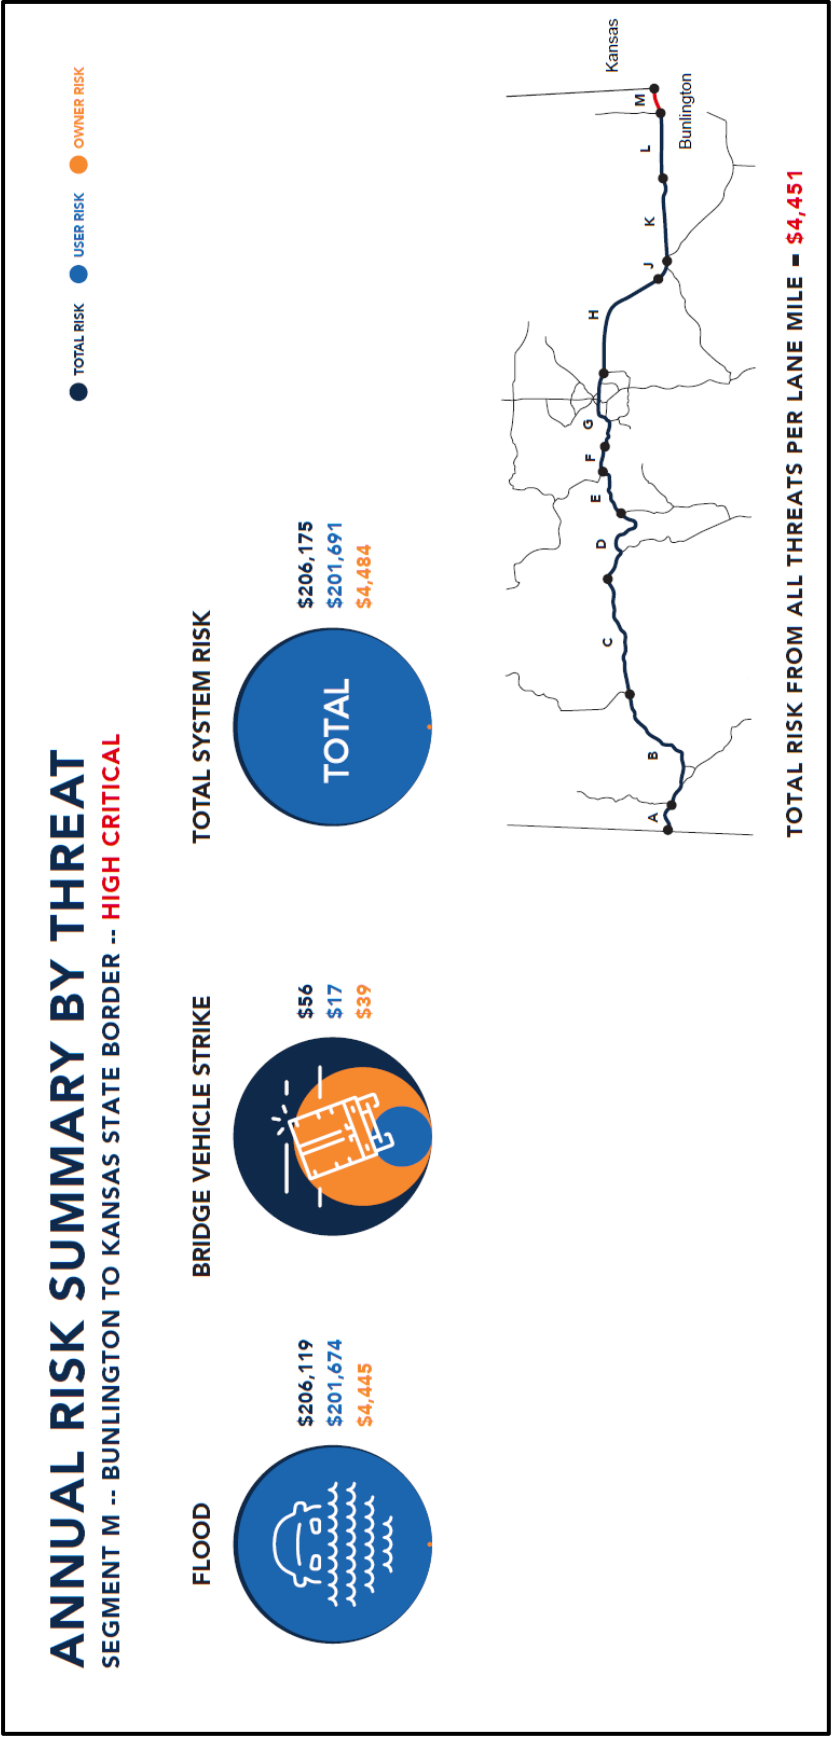 ANNUAL RISK SUMMARY BY THREAT
SEGMENT M -- BUNLINGTON TO KANSAS STATE BORDER -- HIGH CRITICAL
TOTAL RISK USER RISK OWNER RISK
FLOOD
$206,119
$201,674
$4,445
BRIDGE VEHICLE STRIKE
$56
$17
$39
TOTAL SYSTEM RISK
TOTAL
$206,175
$201,691
$4,484
A
B
C
D
E
F
G
H
J
K
L
M
Kansas
Bunlington
TOTAL RISK FROM ALL THREATS PER LANE MILE = $4,451